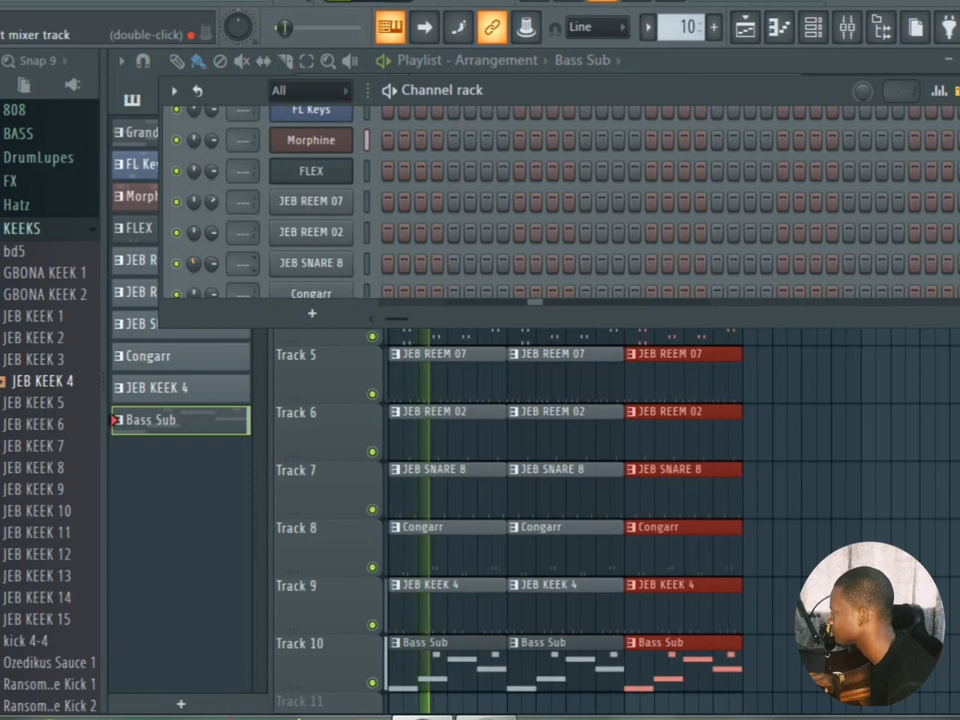 t mixer track
(double-click)
Line
10
Snap 9
Playlist - Arrangement
Bass Sub
All
Channel rack
808
BASS
DrumLupes
FX
Hatz
KEEKS
bd5
GBONA KEEK 1
GBONA KEEK 2
JEB KEEK 1
JEB KEEK 2
JEB KEEK 3
JEB KEEK 4
JEB KEEK 5
JEB KEEK 6
JEB KEEK 7
JEB KEEK 8
JEB KEEK 9
JEB KEEK 10
JEB KEEK 11
JEB KEEK 12
JEB KEEK 13
JEB KEEK 14
JEB KEEK 15
kick 4-4
Ozedikus Sauce 1
Ransom..e Kick 1
Ransom..e Kick 2
Grand
FL Key
Morph
FLEX
JEB R
JEB R
JEB S
Congarr
JEB KEEK 4
Bass Sub
FL Keys
Morphine
FLEX
JEB REEM 07
JEB REEM 02
JEB SNARE 8
Congarr
Track 5
JEB REEM 07
JEB REEM 07
JEB REEM 07
Track 6
JEB REEM 02
JEB REEM 02
JEB REEM 02
Track 7
JEB SNARE 8
JEB SNARE 8
JEB SNARE 8
Track 8
Congarr
Congarr
Congarr
Track 9
JEB KEEK 4
JEB KEEK 4
JEB KEEK 4
Track 10
Bass Sub
Bass Sub
Bass Sub
Track 11